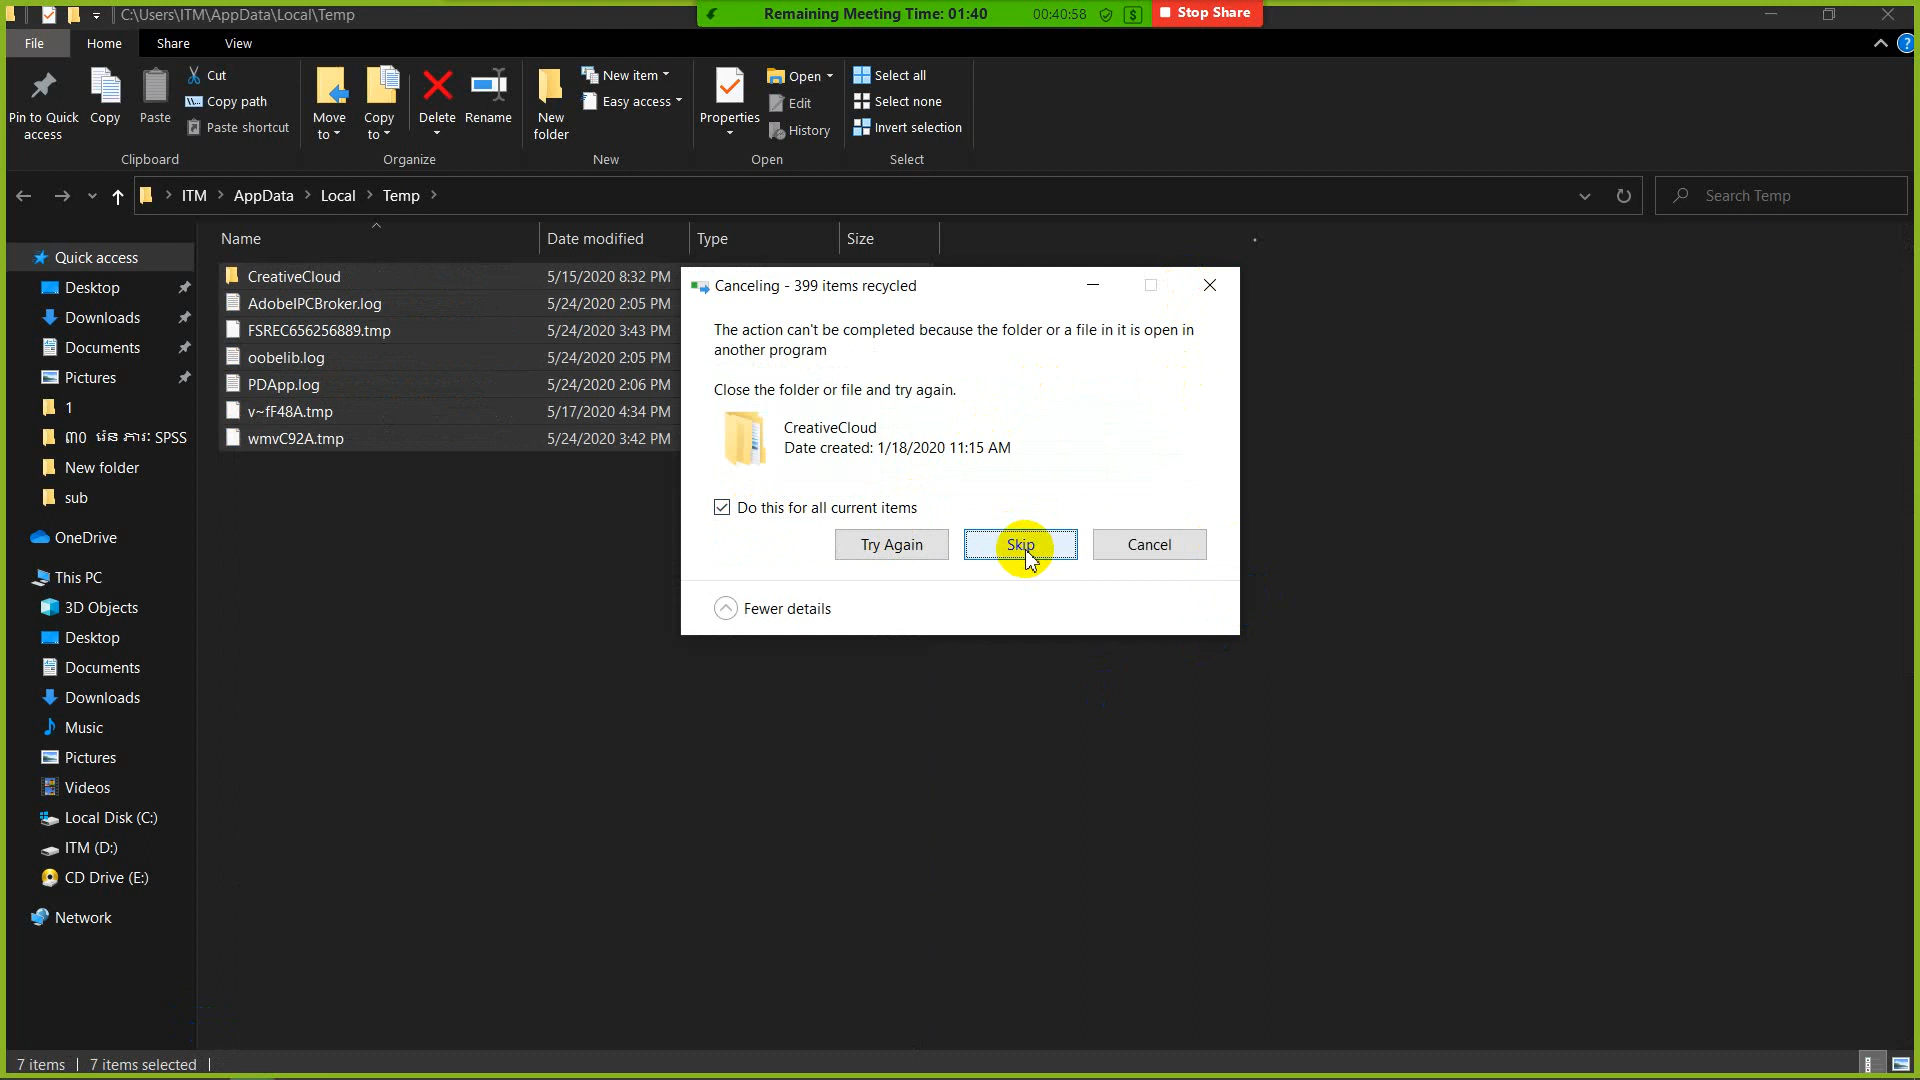 C:\Users\ITM\AppData\Local\Temp
Remaining Meeting Time: 01:40
00:40:58
$
Stop Share
File
Home
Share
View
?
Pin to Quick
access
Copy
Paste
Cut
Copy path
Paste shortcut
Clipboard
Move
to
Copy
to
Delete
Rename
Organize
New
folder
New item
Easy access
New
Properties
Open
Edit
History
Open
Select all
Select none
Invert selection
Select
ITM
AppData
Local
Temp
Search Temp
Name
Date modified
Type
Size
Quick access
Desktop
Downloads
Documents
Pictures
1
SPSS
New folder
sub
OneDrive
This PC
3D Objects
Desktop
Documents
Downloads
Music
Pictures
Videos
Local Disk (C:)
ITM (D:)
CD Drive (E:)
Network
CreativeCloud 5/15/2020 8:32 PM
AdobeIPCBroker.log 5/24/2020 2:05 PM
FSREC656256889.tmp 5/24/2020 3:43 PM
oobelib.log 5/24/2020 2:05 PM
PDApp.log 5/24/2020 2:06 PM
v~fF48A.tmp 5/17/2020 4:34 PM
wmvC92A.tmp 5/24/2020 3:42 PM
Canceling - 399 items recycled
The action can't be completed because the folder or a file in it is open in
another program
Close the folder or file and try again.
CreativeCloud
Date created: 1/18/2020 11:15 AM
Do this for all current items
Try Again
Skip
Cancel
Fewer details
7 items
7 items selected